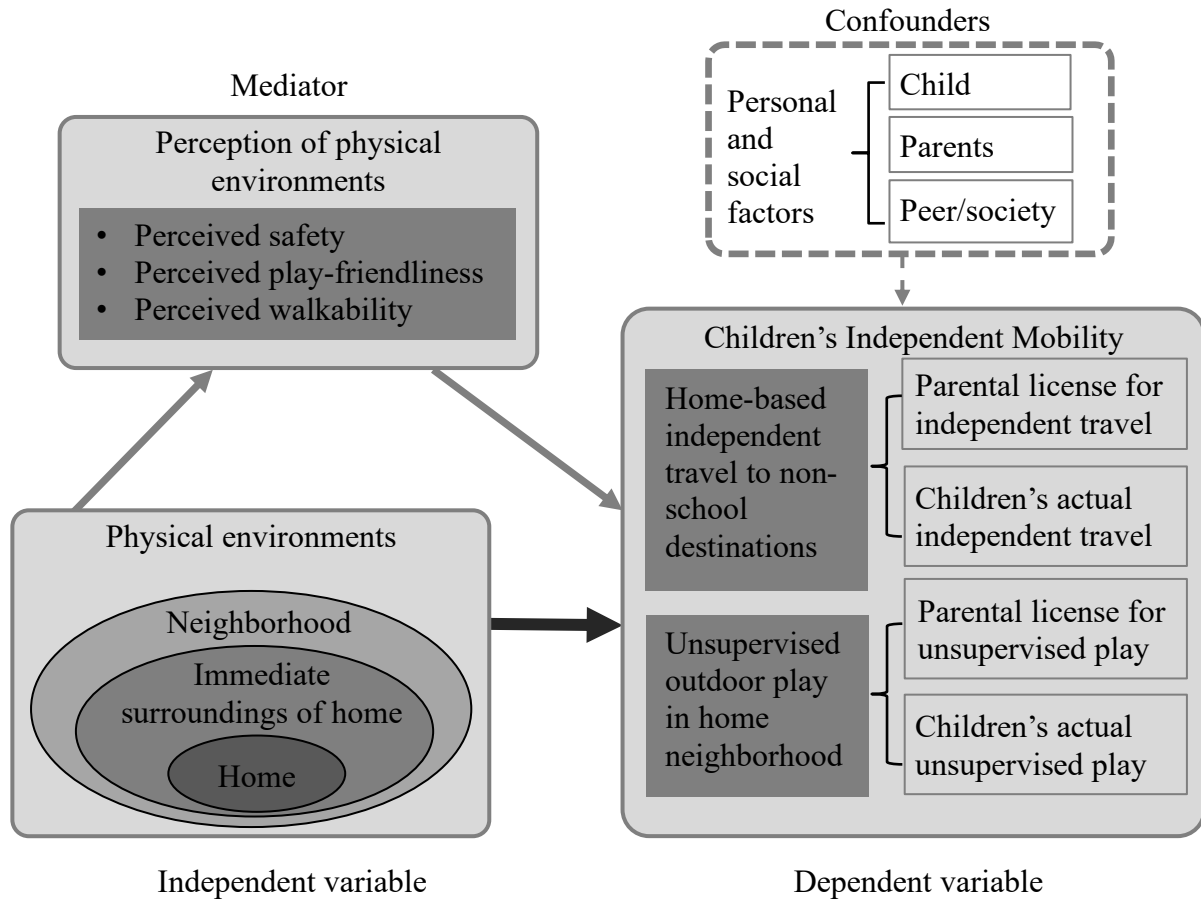 Mediator
Perception of physical
environments
• Perceived safety
• Perceived play-friendliness
• Perceived walkability
Confounders
Personal
and
social
factors
Child
Parents
Peer/society
Physical environments
Neighborhood
Immediate
surroundings of home
Home
Independent variable
Children’s Independent Mobility
Home-based
independent
travel to non-
school
destinations
Parental license for
independent travel
Children’s actual
independent travel
Unsupervised
outdoor play
in home
neighborhood
Parental license for
unsupervised play
Children’s actual
unsupervised play
Dependent variable